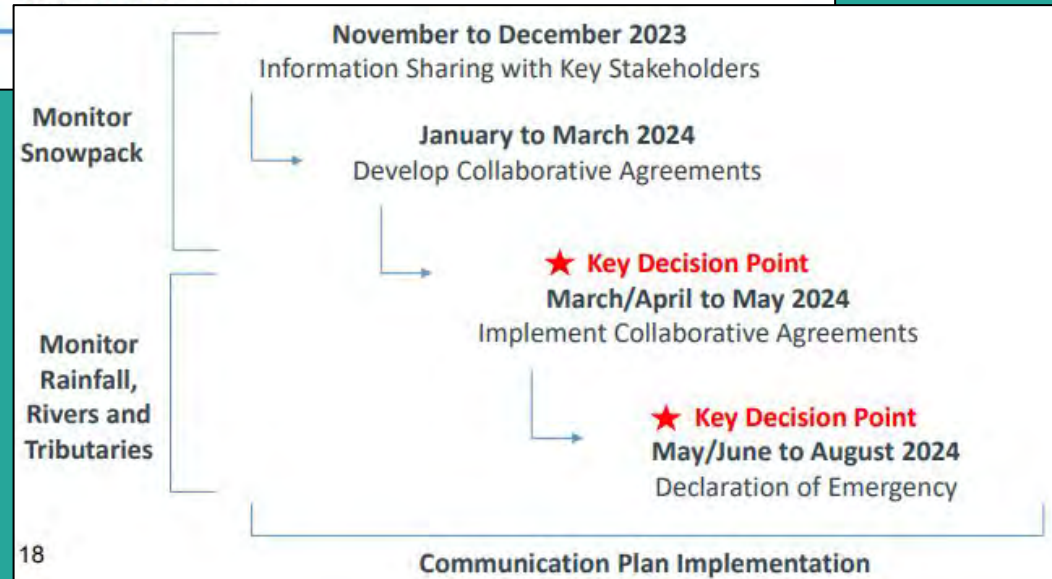 November to December 2023
Information Sharing with Key Stakeholders
Monitor
Snowpack
January to March 2024
Develop Collaborative Agreements
★ Key Decision Point
March/April to May 2024
Implement Collaborative Agreements
Monitor
Rainfall,
Rivers and
Tributaries
★ Key Decision Point
May/June to August 2024
Declaration of Emergency
18
Communication Plan Implementation